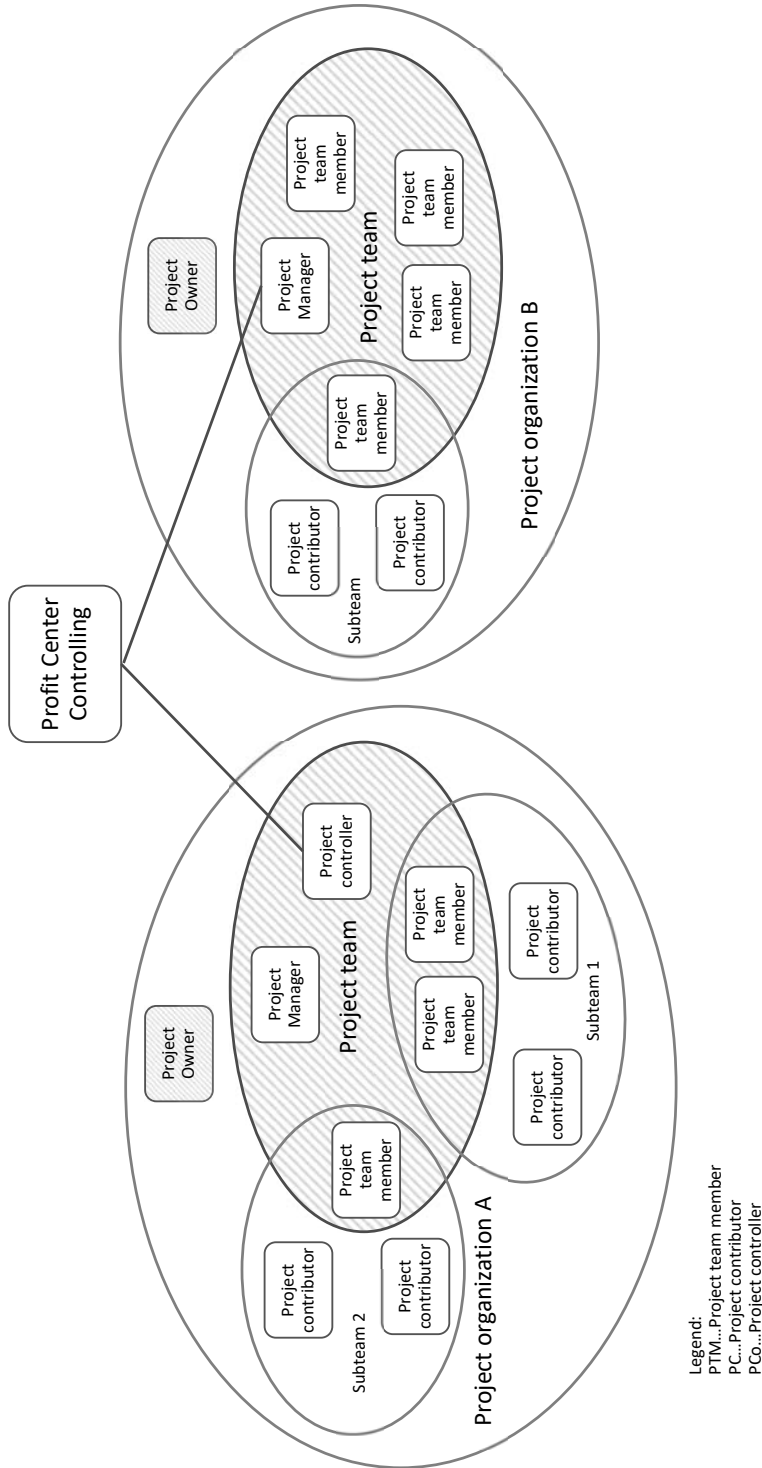 Profit Center
Controlling
Project
Owner
Project
Manager
Project
controller
Project team
Project
team
member
Project
team
member
Project
team
member
Project
contributor
Project
contributor
Subteam 2
Project
contributor
Project
contributor
Subteam 1
Project organization A
Project
Owner
Project
Manager
Project
team
member
Project team
Project
team
member
Project
team
member
Project
team
member
Project
contributor
Project
contributor
Subteam
Project organization B
Legend:
PTM...Project team member
PC...Project contributor
PCo...Project controller